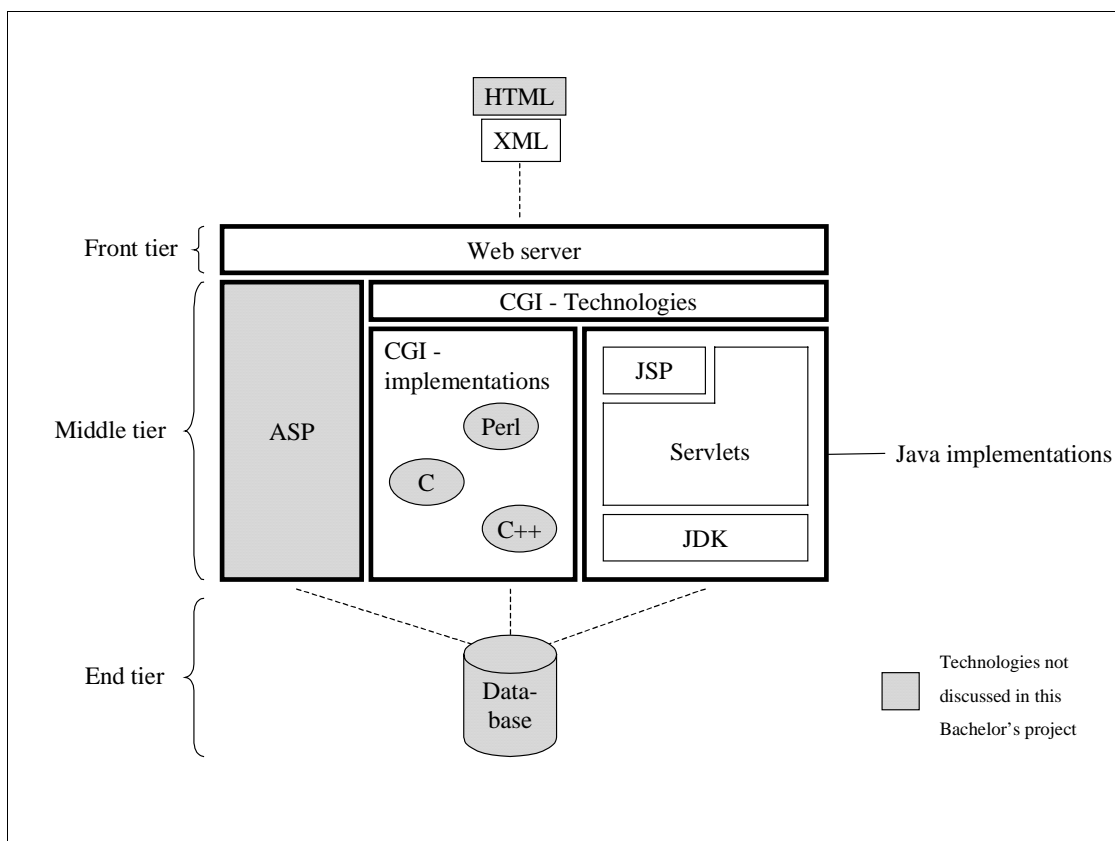 HTML
XML
Front tier
Web server
CGI - Technologies
CGI -
implementations
JSP
Middle tier
ASP
Perl
Servlets
Java implementations
C
C++
JDK
End tier
Data-
base
Technologies not
discussed in this
Bachelor's project